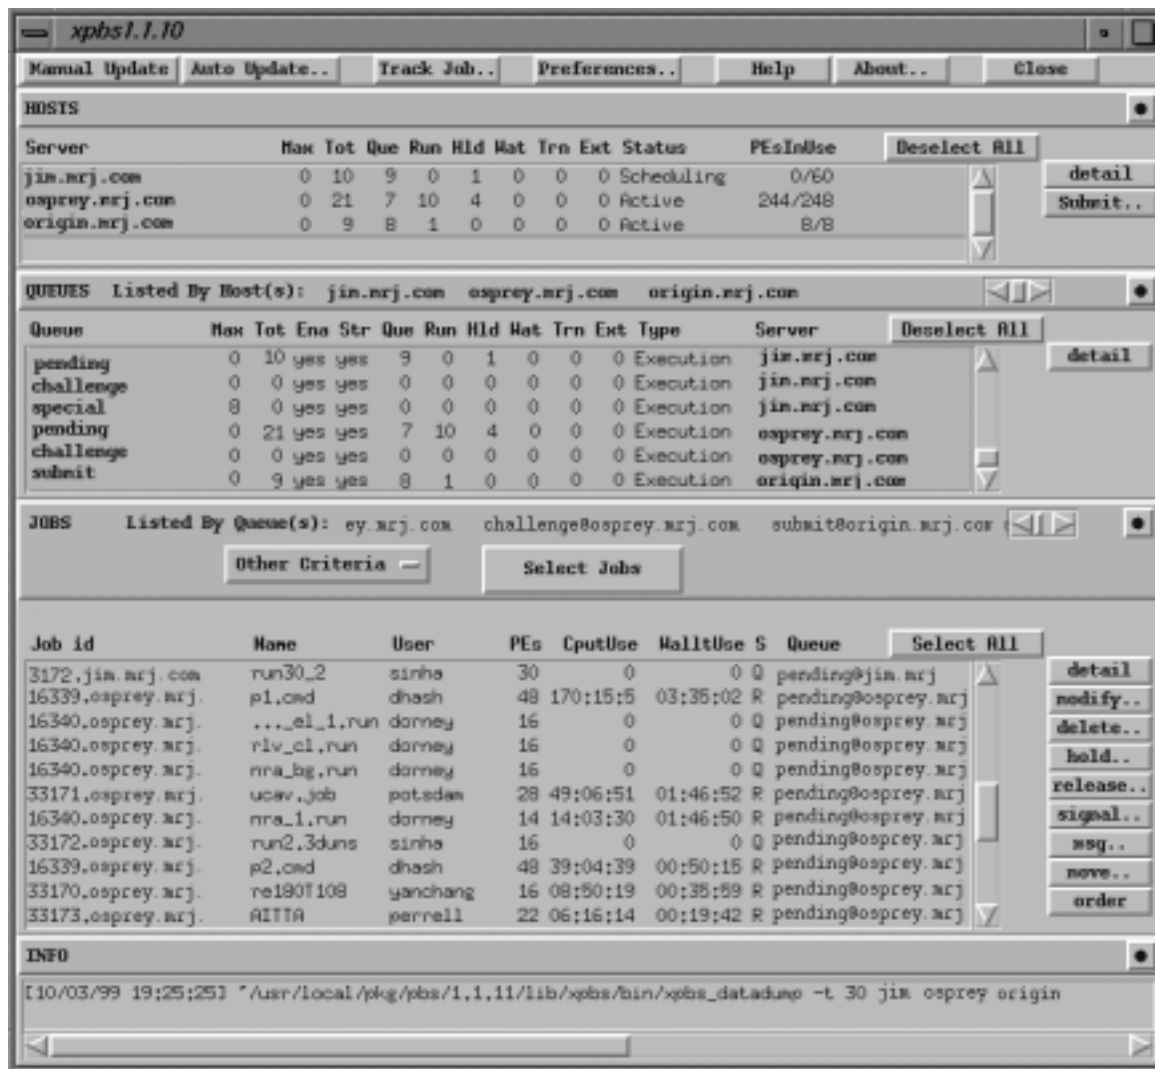 xpbs1.1.10
Manual Update Auto Update.. Track Job.. Preferences.. Help About.. Close
HOSTS
Server Max Tot Que Run Hld Wat Trn Ext Status PEsInUse Deselect All
jim.mrj.com 0 10 9 0 1 0 0 0 Scheduling 0/60 detail
osprey.mrj.com 0 21 7 10 4 0 0 0 Active 244/248 Submit..
origin.mrj.com 0 9 8 1 0 0 0 0 Active 8/8
QUEUES Listed By Host(s): jim.mrj.com osprey.mrj.com origin.mrj.com
Queue Max Tot Ena Str Que Run Hld Wat Trn Ext Type Server Deselect All
pending 0 10 yes yes 9 0 1 0 0 0 Execution jim.mrj.com detail
challenge 0 0 yes yes 0 0 0 0 0 0 Execution jim.mrj.com
special 8 0 yes yes 0 0 0 0 0 0 Execution jim.mrj.com
pending 0 21 yes yes 7 10 4 0 0 0 Execution osprey.mrj.com
challenge 0 0 yes yes 0 0 0 0 0 0 Execution osprey.mrj.com
submit 0 9 yes yes 8 1 0 0 0 0 Execution origin.mrj.com
JOBS Listed By Queue(s): ey.mrj.com challenge@osprey.mrj.com submit@origin.mrj.com
Other Criteria Select Jobs
Job id Name User PEs CputUse WalltUse S Queue Select All
3172.jim.mrj.com run30_2 sinha 30 0 0 Q pending@jim.mrj detail
16339.osprey.mrj. p1.cmd dhash 48 170:15:5 03:35:02 R pending@osprey.mrj modify..
16340.osprey.mrj. ..._el_1.run dorney 16 0 0 Q pending@osprey.mrj delete..
16340.osprey.mrj. rlv_cl.run dorney 16 0 0 Q pending@osprey.mrj hold..
16340.osprey.mrj. nra_bg.run dorney 16 0 0 Q pending@osprey.mrj release..
33171.osprey.mrj. ucav.job potsdam 28 49:06:51 01:46:52 R pending@osprey.mrj signal..
16340.osprey.mrj. nra_1.run dorney 14 14:03:30 01:46:50 R pending@osprey.mrj msg..
33172.osprey.mrj. run2.3duns sinha 16 0 0 Q pending@osprey.mrj move..
16339.osprey.mrj. p2.cmd dhash 48 39:04:39 00:50:15 R pending@osprey.mrj order
33170.osprey.mrj. re180T108 yanchang 16 08:50:19 00:35:59 R pending@osprey.mrj
33173.osprey.mrj. AITTA perrell 22 06:16:14 00:19:42 R pending@osprey.mrj
INFO
[10/03/99 19:25:25] "/usr/local/pkg/pbs/1.1.11/lib/xpbs/bin/xpbs_datadump -t 30 jim osprey origin